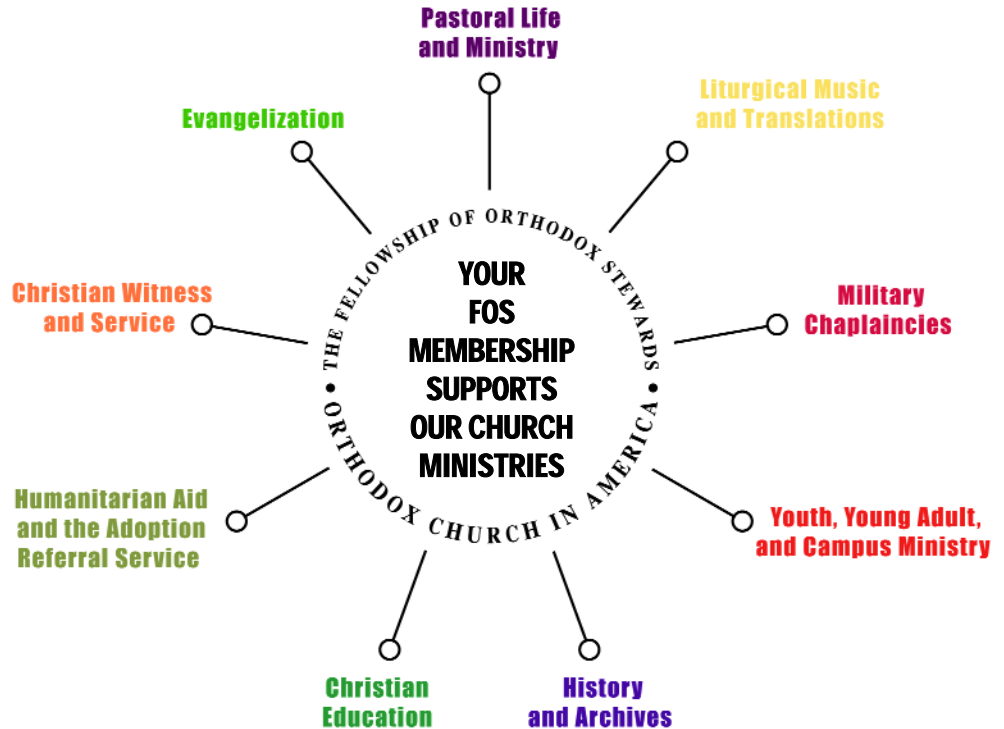 Pastoral Life
and Ministry
Liturgical Music
and Translations
Evangelization
Military
Chaplaincies
Christian Witness
and Service
THE FELLOWSHIP OF ORTHODOX STEWARDS
• ORTHODOX CHURCH IN AMERICA •
YOUR
FOS
MEMBERSHIP
SUPPORTS
OUR CHURCH
MINISTRIES
Youth, Young Adult,
and Campus Ministry
Humanitarian Aid
and the Adoption
Referral Service
Christian
Education
History
and Archives